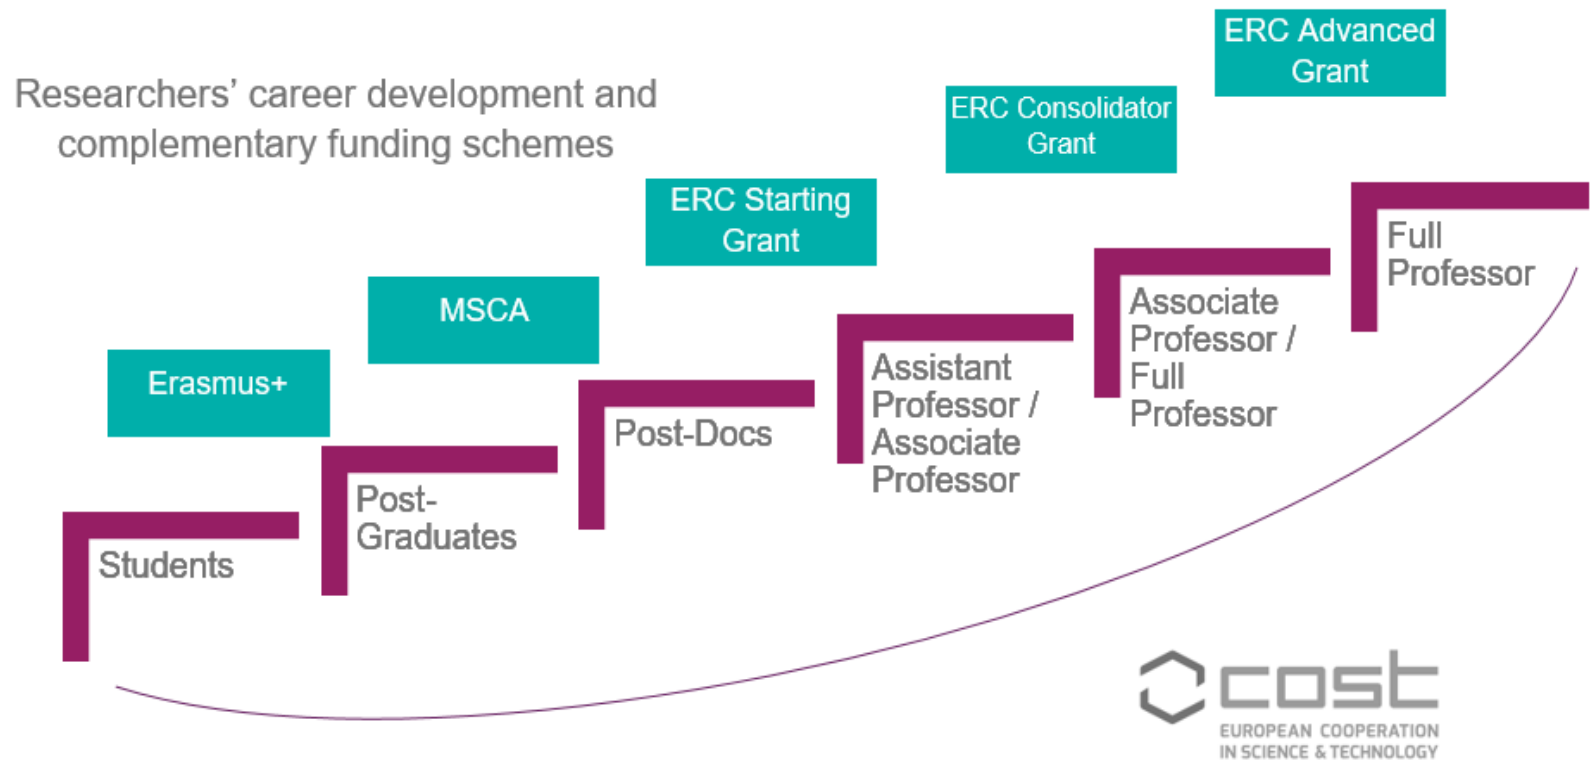 Researchers’ career development and
complementary funding schemes
ERC Advanced
Grant
ERC Consolidator
Grant
ERC Starting
Grant
MSCA
Erasmus+
Full
Professor
Associate
Professor /
Full
Professor
Assistant
Professor /
Associate
Professor
Post-Docs
Post-
Graduates
Students
cost
EUROPEAN COOPERATION
IN SCIENCE & TECHNOLOGY